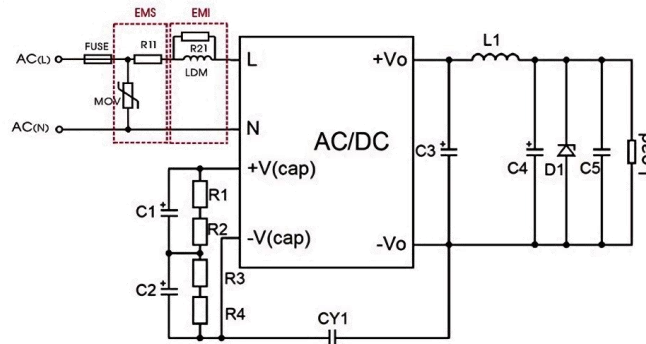 EMS
EMI
FUSE
R11
R21
LDM
AC(L)
MOV
AC(N)
L
N
AC/DC
+V(cap)
-V(cap)
+Vo
-Vo
C1
C2
R1
R2
R3
R4
CY1
C3
L1
C4
D1
C5